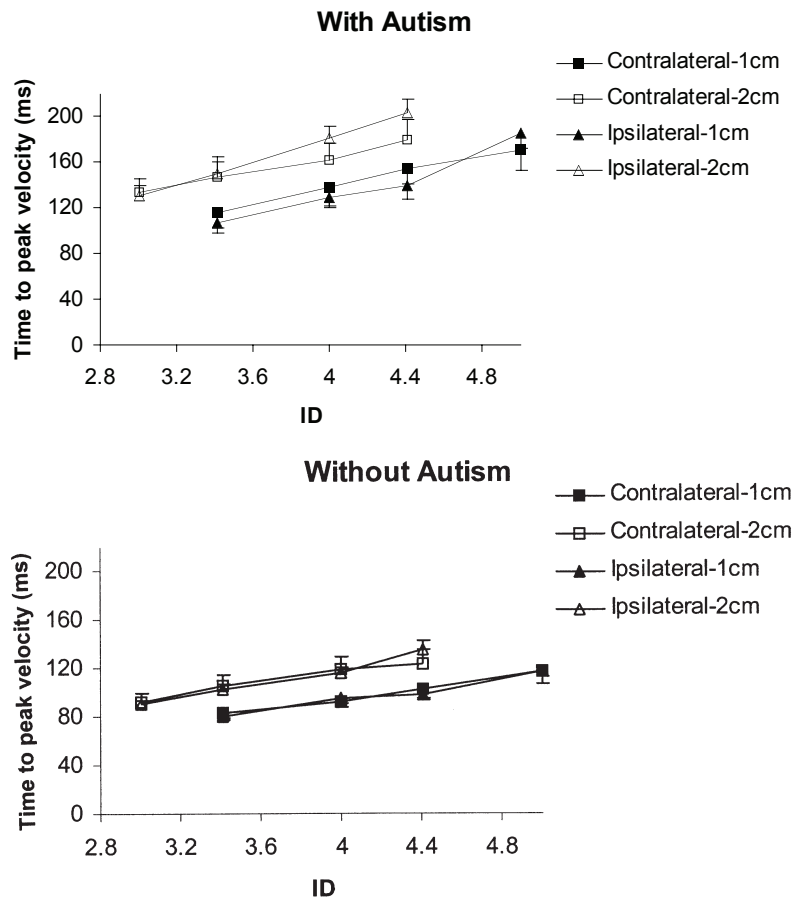 With Autism
Contralateral-1cm
Contralateral-2cm
Ipsilateral-1cm
Ipsilateral-2cm
Time to peak velocity (ms)
200
160
120
80
40
0
2.8 3.2 3.6 4 4.4 4.8
ID
Without Autism
Contralateral-1cm
Contralateral-2cm
Ipsilateral-1cm
Ipsilateral-2cm
Time to peak velocity (ms)
200
160
120
80
40
0
2.8 3.2 3.6 4 4.4 4.8
ID